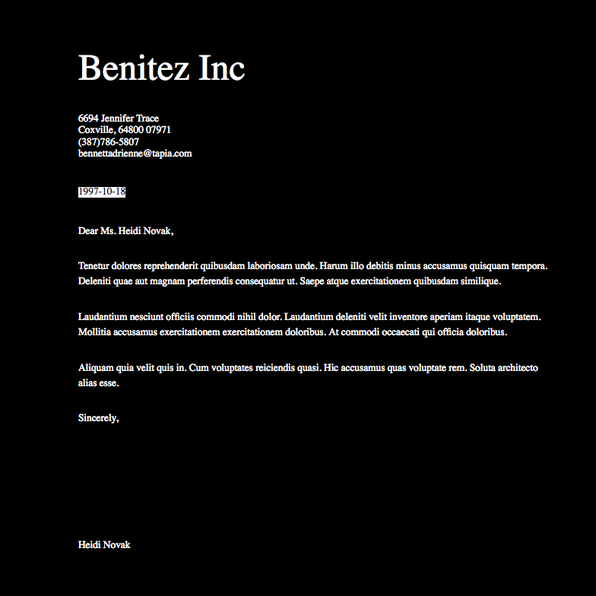 Benitez Inc
6694 Jennifer Trace
Coxville, 64800 07971
(387)786-5807
bennettadrienne@tapia.com
1997-10-18
Dear Ms. Heidi Novak,
Tenetur dolores reprehenderit quibusdam laboriosam unde. Harum illo debitis minus accusamus quisquam tempora.
Deleniti quae aut magnam perferendis consequatur ut. Saepe atque exercitationem quibusdam similique.
Laudantium nesciunt officiis commodi nihil dolor. Laudantium deleniti velit inventore aperiam itaque voluptatem.
Mollitia accusamus exercitationem exercitationem doloribus. At commodi occaecati qui officia doloribus.
Aliquam quia velit quis in. Cum voluptates reiciendis quasi. Hic accusamus quas voluptate rem. Soluta architecto
alias esse.
Sincerely,
Heidi Novak